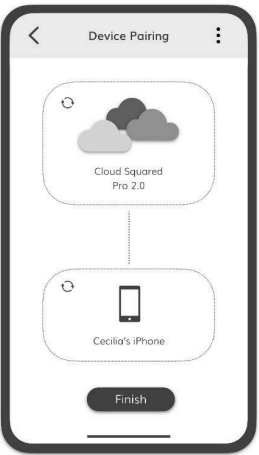 Device Pairing
Cloud Squared
Pro 2.0
Cecilia's iPhone
Finish